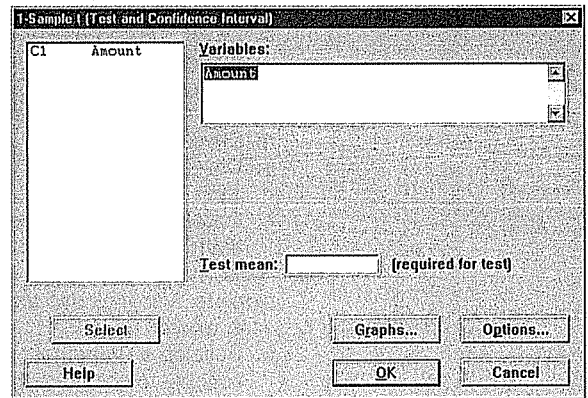 1-Sample t (Test and Confidence Interval)
C1 Amount
Variables:
Amount
Test mean:
(required for test)
Select
Graphs...
Options...
Help
OK
Cancel